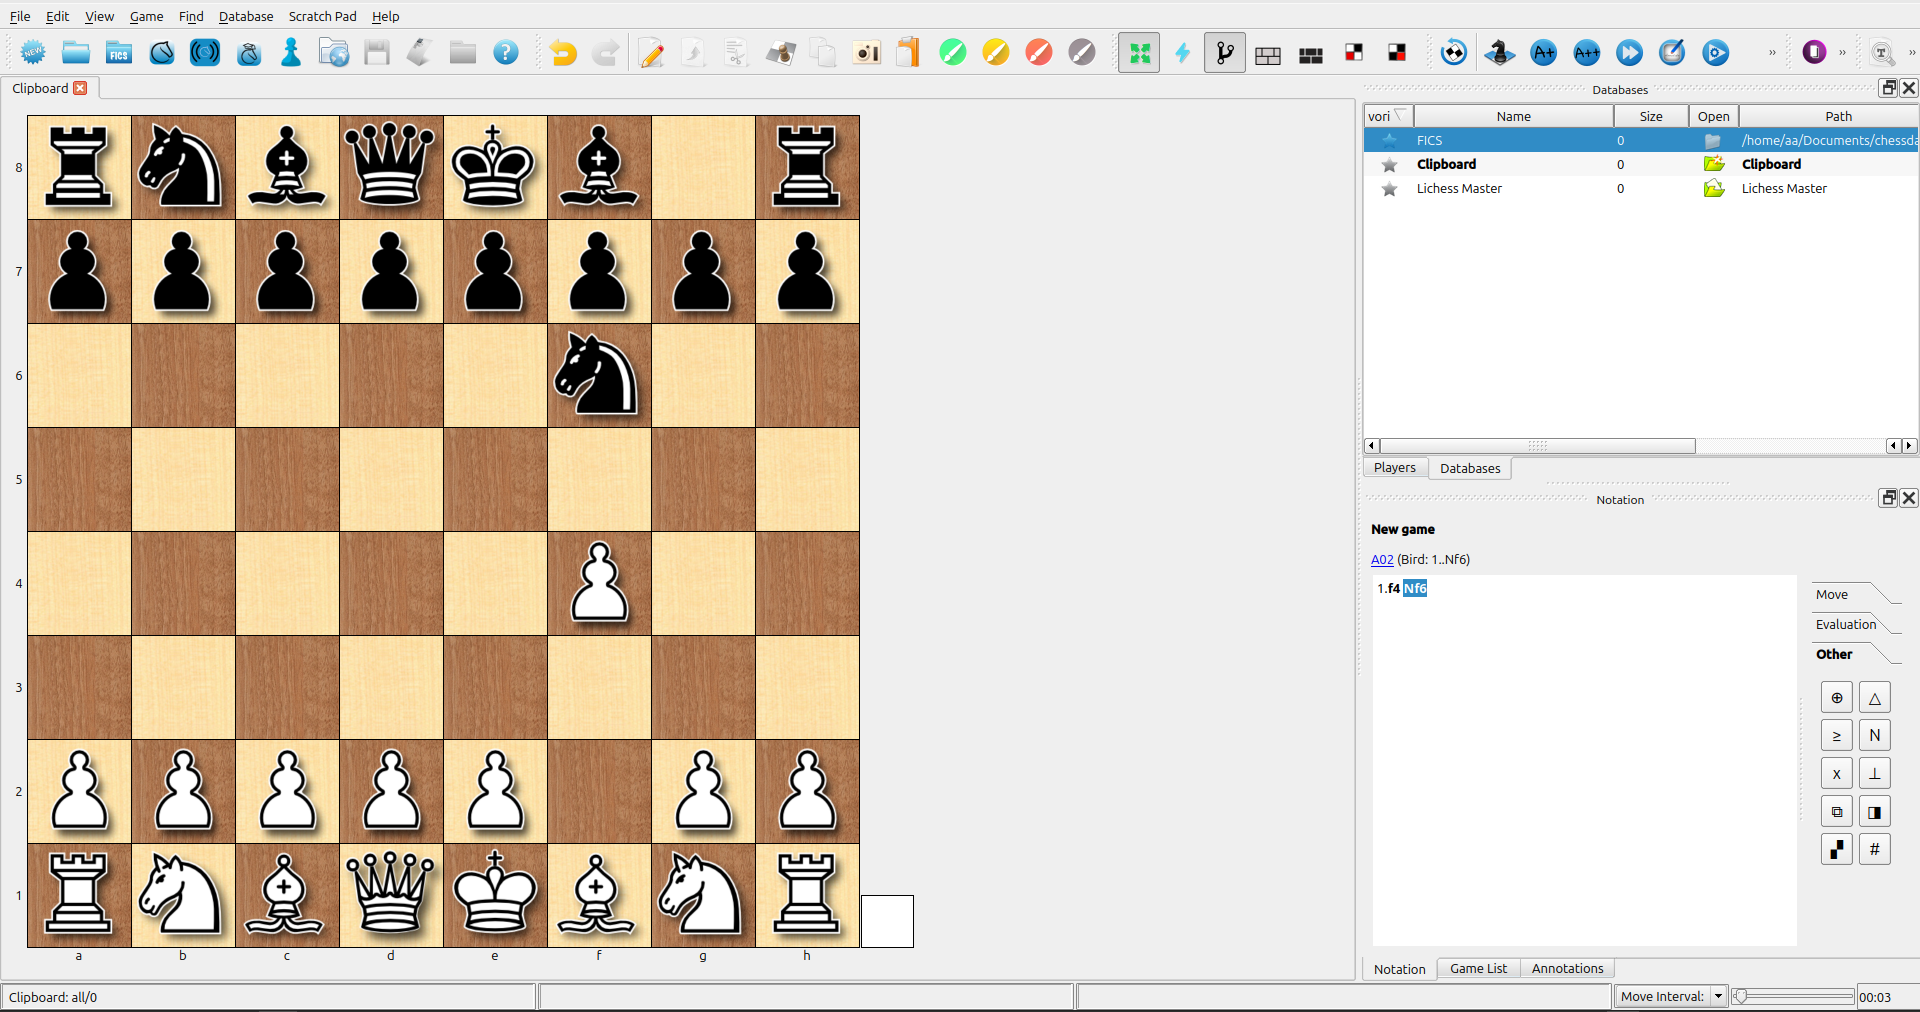 File Edit View Game Find Database Scratch Pad Help
NEW FICS ? A+ A++ » » T »
Clipboard
8
7
6
5
4
3
2
1
a b c d e f g h
Databases
vori Name Size Open Path
FICS 0 /home/aa/Documents/chessda
Clipboard 0 Clipboard
Lichess Master 0 Lichess Master
Players Databases
Notation
New game
A02 (Bird: 1..Nf6)
1.f4 Nf6
Move
Evaluation
Other
⊕ △
≥ N
x ⊥
⧉ ◨
▞ #
Notation Game List Annotations
Clipboard: all/0
Move Interval: 00:03